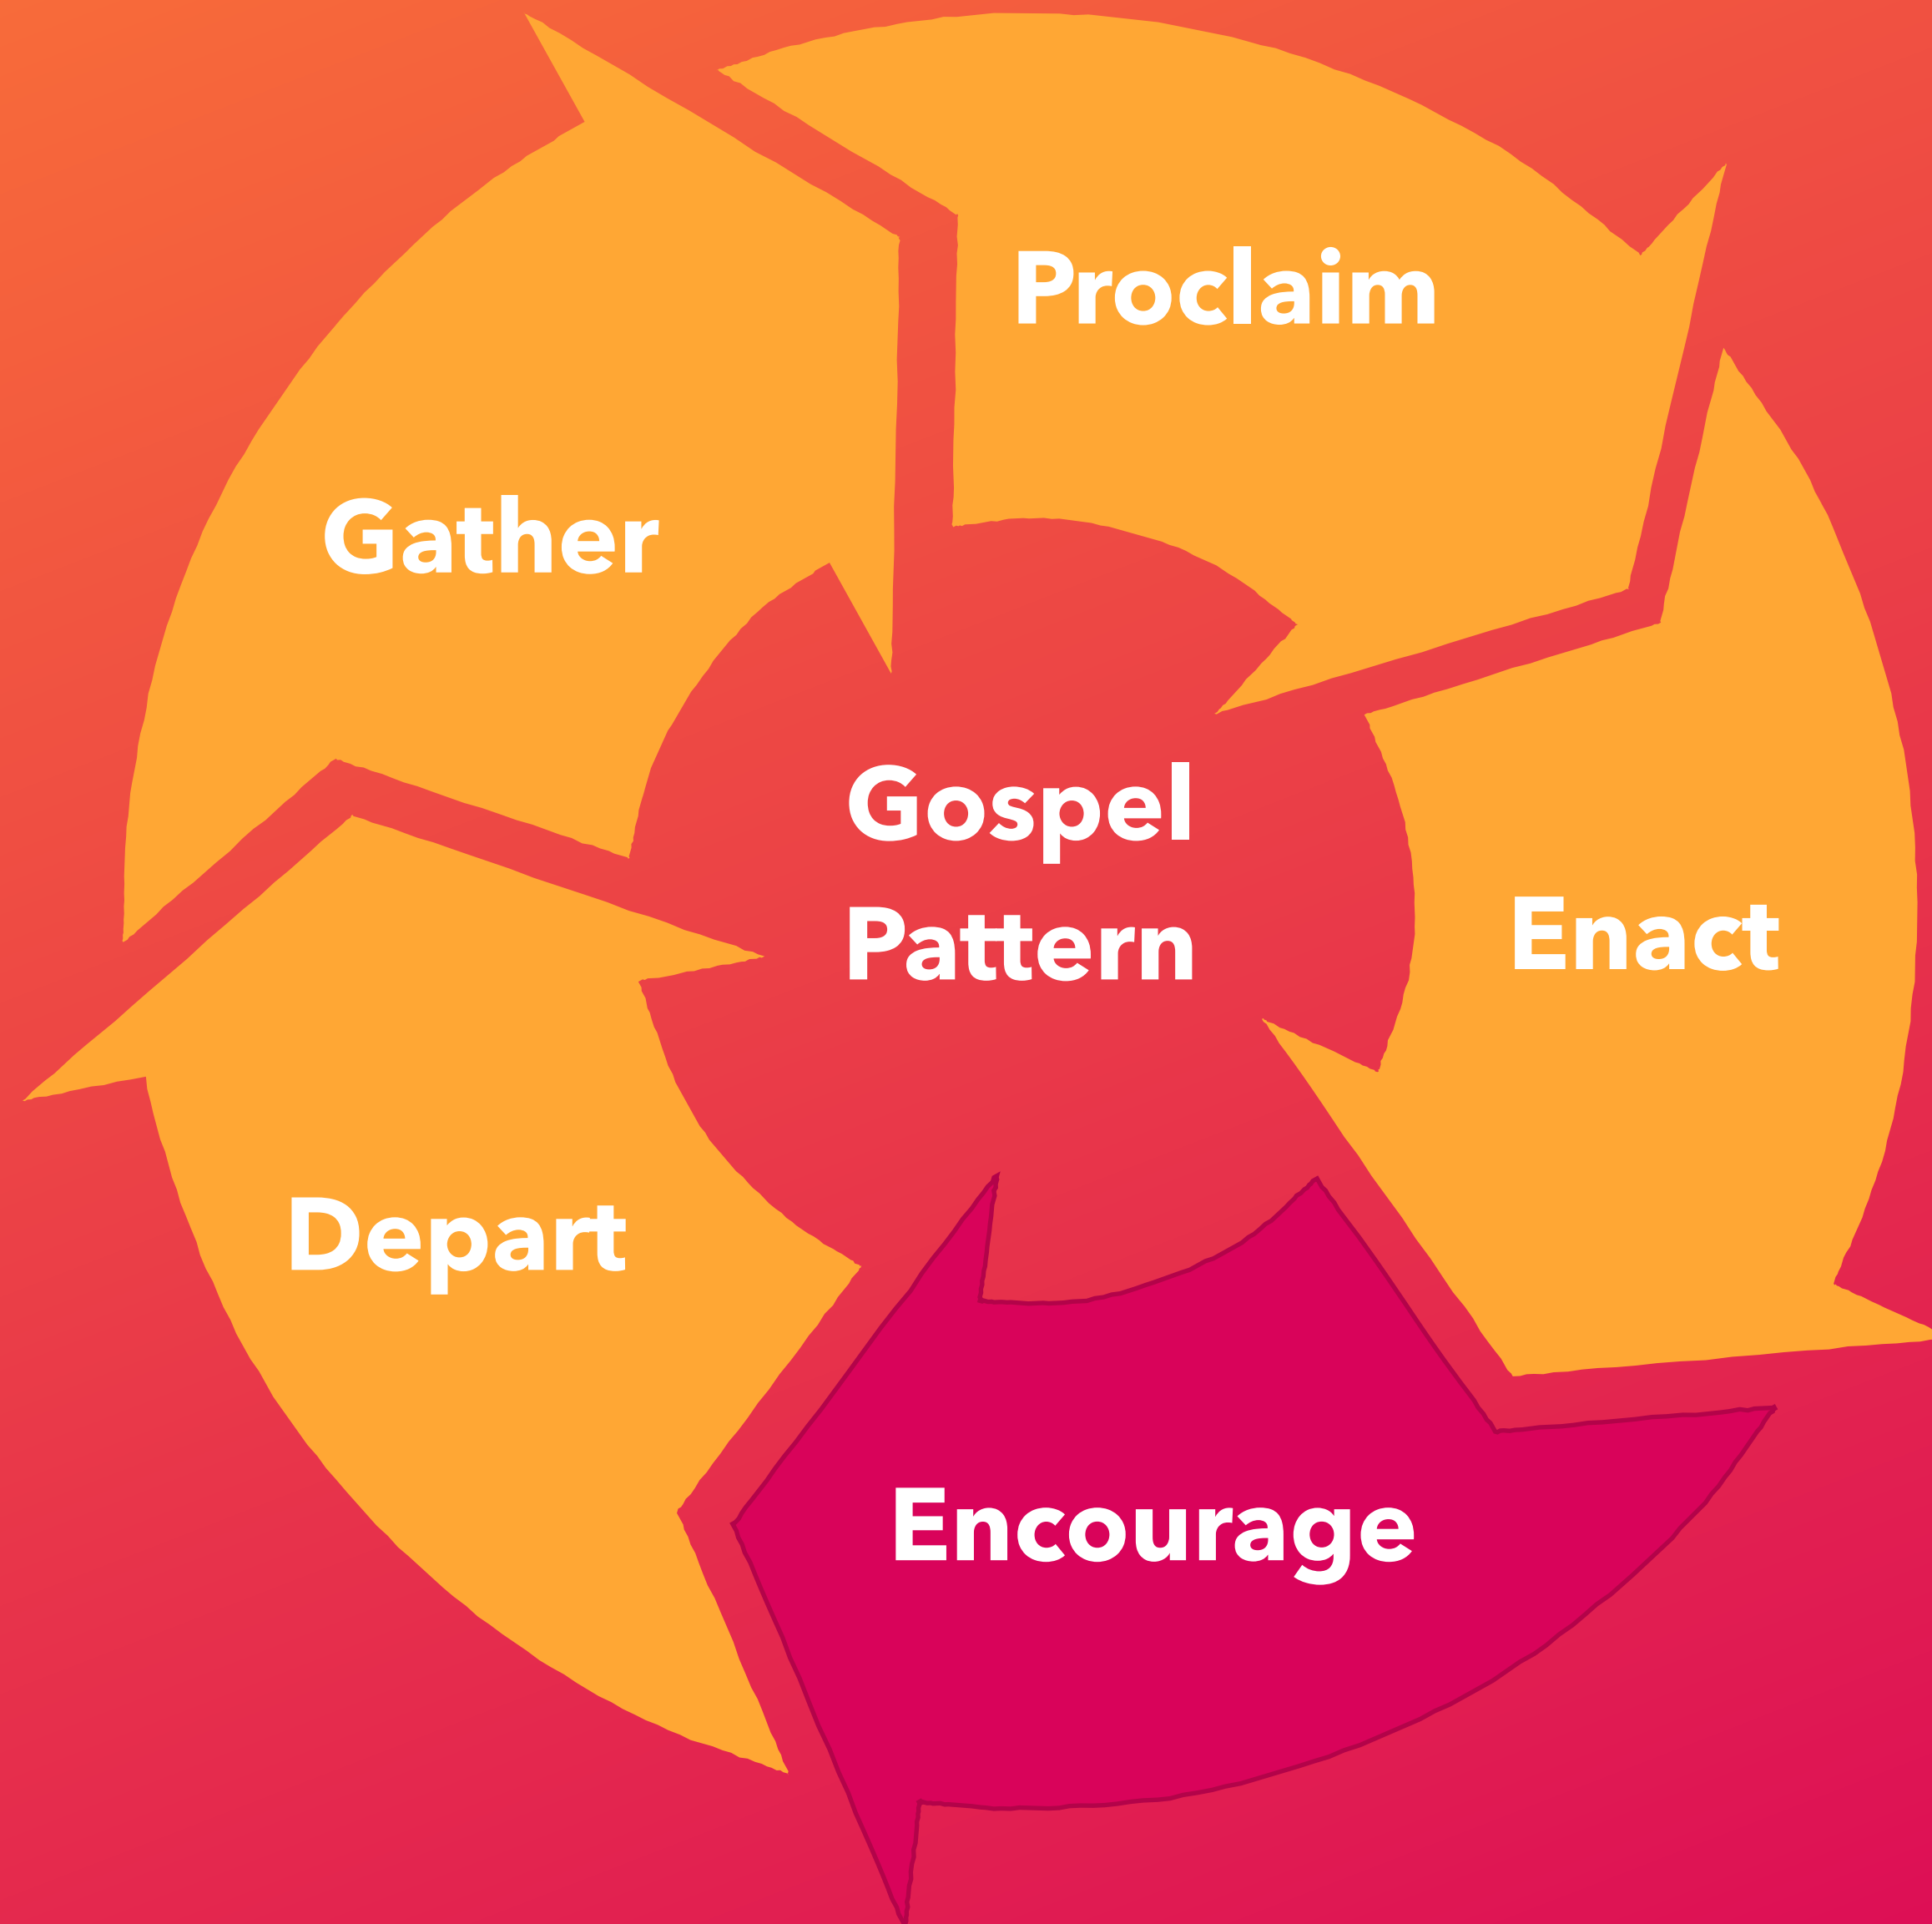 Proclaim
Gather
Gospel
Pattern
Enact
Depart
Encourage